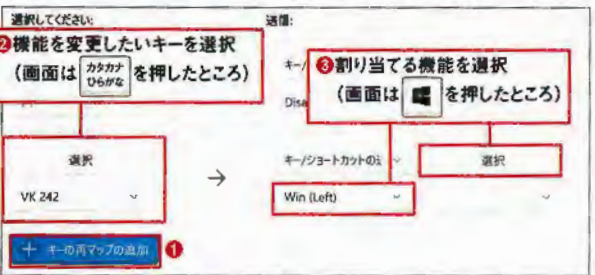 選択してください:
送信:
❷機能を変更したいキーを選択
(画面は カタカナ ひらがな を押したところ)
キー/
❸割り当てる機能を選択
(画面は を押したところ)
Disa
選択
→
キー/ショートカットの
選択
VK 242
Win (Left)
+ キーの再マップの追加 ❶